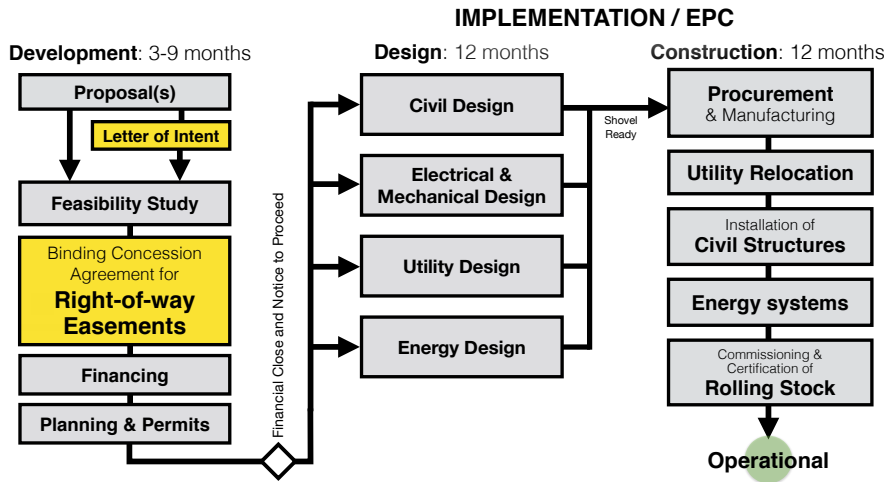 IMPLEMENTATION / EPC
Development: 3-9 months
Proposal(s)
Letter of Intent
Feasibility Study
Binding Concession
Agreement for
Right-of-way
Easements
Financing
Planning & Permits
Financial Close and Notice to Proceed
Design: 12 months
Civil Design
Electrical &
Mechanical Design
Utility Design
Energy Design
Shovel
Ready
Construction: 12 months
Procurement
& Manufacturing
Utility Relocation
Installation of
Civil Structures
Energy systems
Commissioning &
Certification of
Rolling Stock
Operational